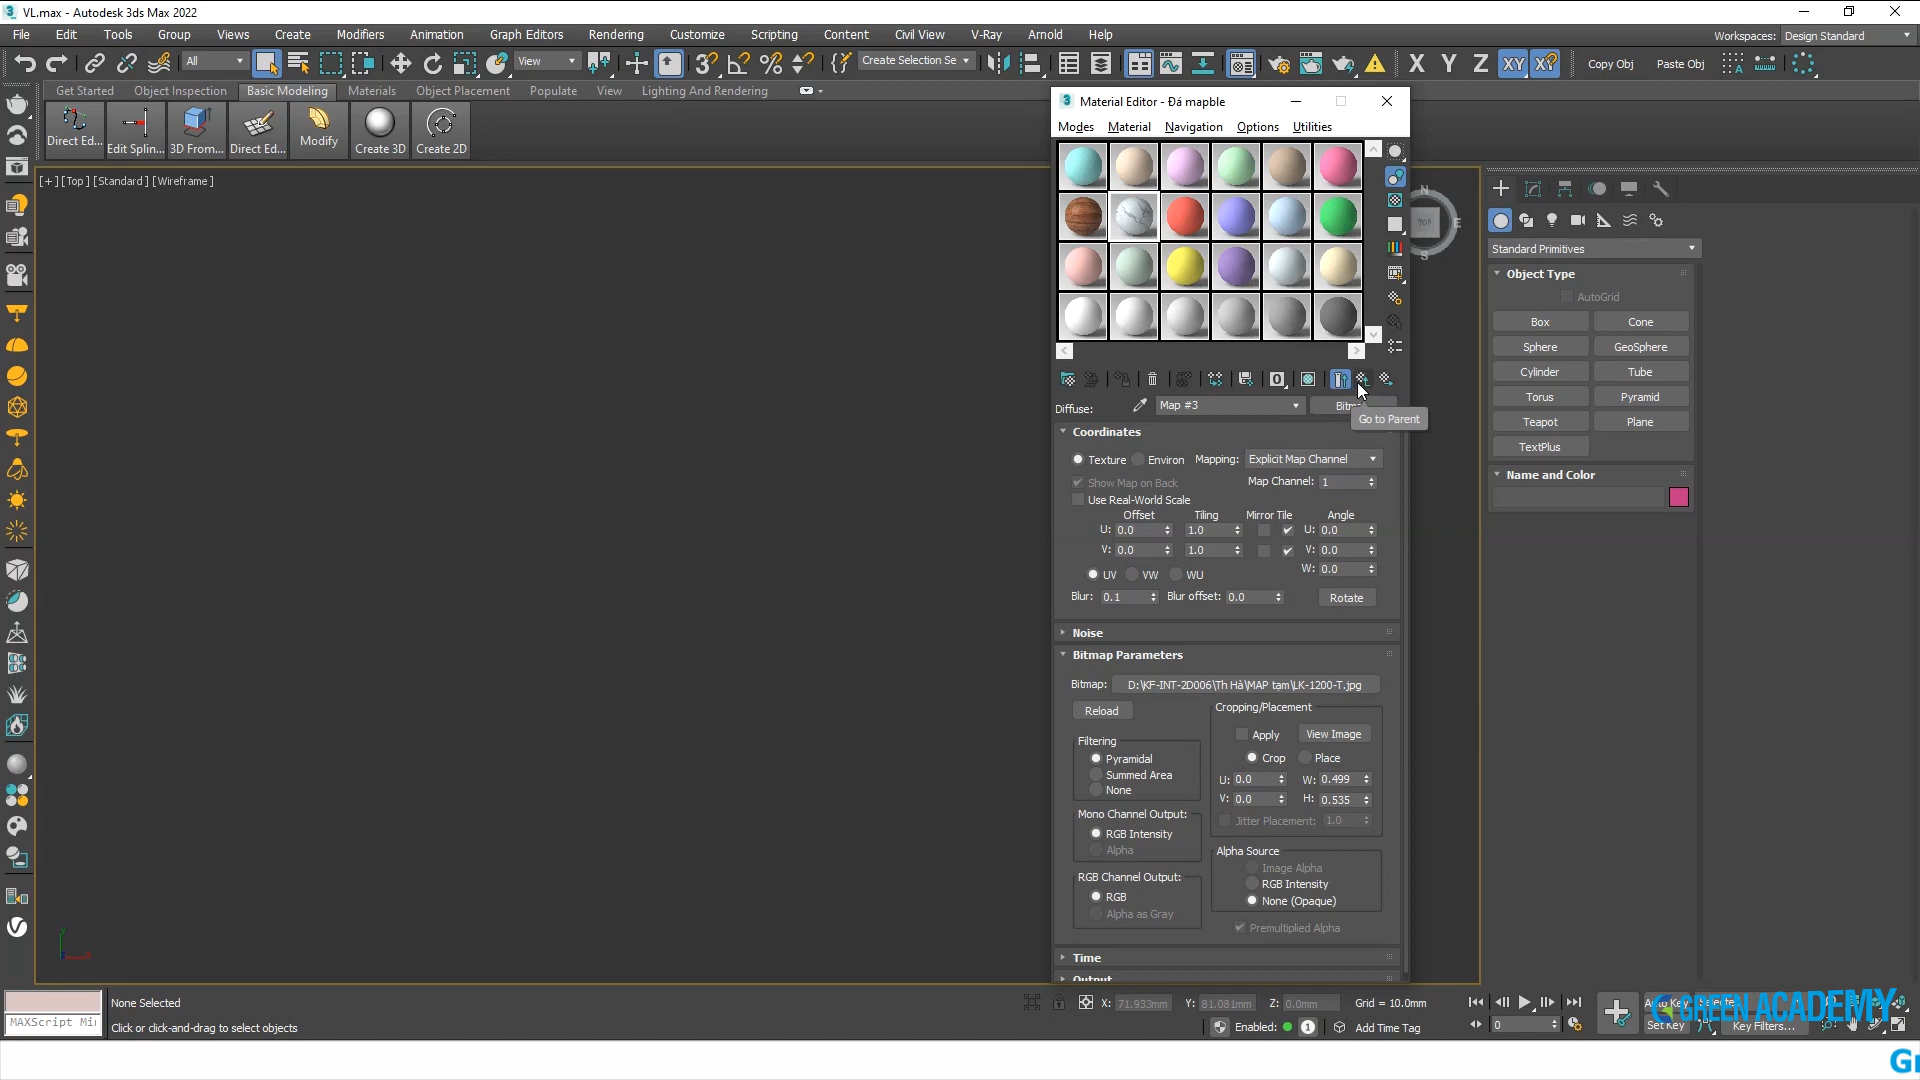 VL.max - Autodesk 3ds Max 2022
File Edit Tools Group Views Create Modifiers Animation Graph Editors Rendering Customize Scripting Content Civil View V-Ray Arnold Help
Workspaces: Design Standard
All View Create Selection Se X Y Z XY XY Copy Obj Paste Obj
Get Started Object Inspection Basic Modeling Materials Object Placement Populate View Lighting And Rendering
Direct Ed... Edit Splin... 3D From... Direct Ed... Modify Create 3D Create 2D
[+] [Top] [Standard] [Wireframe]
Material Editor - Đá mapble
Modes Material Navigation Options Utilities
N
TOP E
S
Diffuse: Map #3
Go to Parent
Coordinates
Texture Environ Mapping: Explicit Map Channel
Show Map on Back Map Channel: 1
Use Real-World Scale
Offset Tiling Mirror Tile Angle
U: 0.0 1.0 U: 0.0
V: 0.0 1.0 V: 0.0
W: 0.0
UV VW WU
Blur: 0.1 Blur offset: 0.0 Rotate
Noise
Bitmap Parameters
Bitmap: D:\KF-INT-2D006\Th Hà\MAP tạm\LK-1200-T.jpg
Reload
Cropping/Placement
Apply View Image
Crop Place
U: 0.0 W: 0.499
V: 0.0 H: 0.535
Jitter Placement: 1.0
Filtering
Pyramidal
Summed Area
None
Mono Channel Output:
RGB Intensity
Alpha
RGB Channel Output:
RGB
Alpha as Gray
Alpha Source
Image Alpha
RGB Intensity
None (Opaque)
Premultiplied Alpha
Time
Output
Standard Primitives
Object Type
AutoGrid
Box Cone
Sphere GeoSphere
Cylinder Tube
Torus Pyramid
Teapot Plane
TextPlus
Name and Color
MAXScript Mi
None Selected
Click or click-and-drag to select objects
X: 71.933mm Y: 81.081mm Z: 0.0mm Grid = 10.0mm
Enabled: 1 Add Time Tag
0
Auto Key Selected
Set Key Key Filters...
GREEN ACADEMY